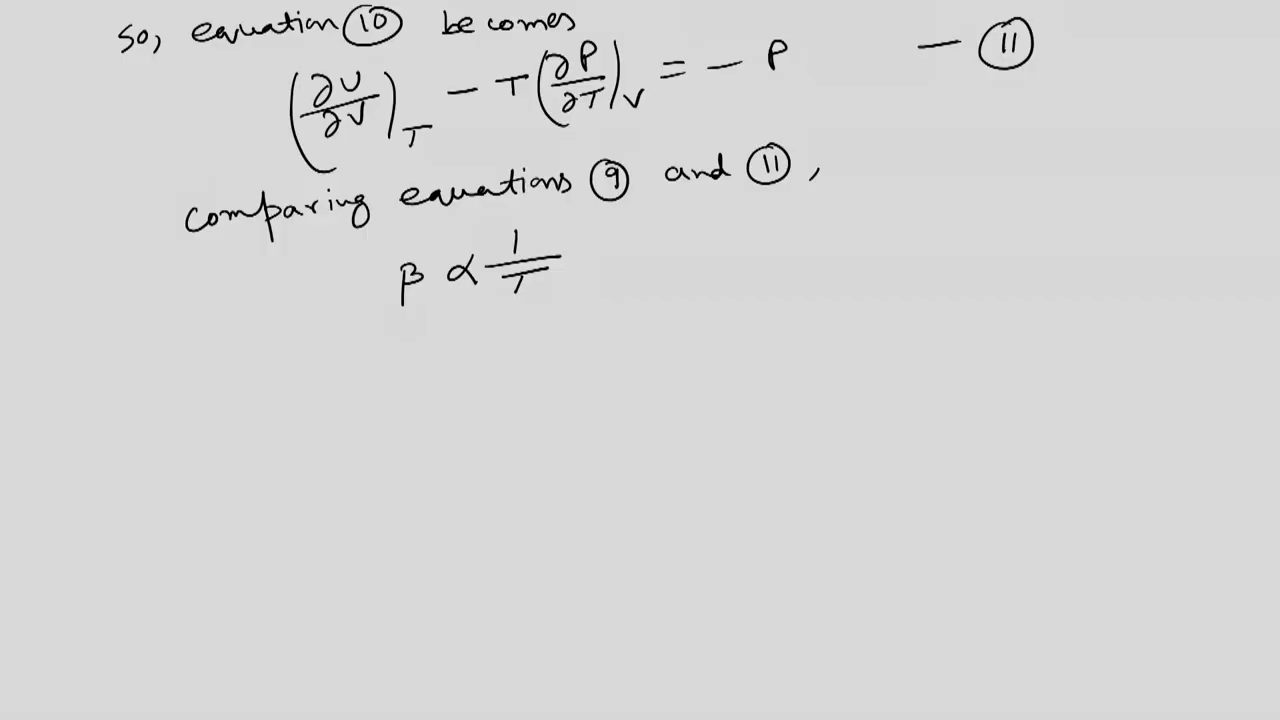 so, equation ⑩ becomes
(∂U/∂V)_T − T(∂P/∂T)_V = − P — ⑪
comparing equations ⑨ and ⑪,
β ∝ 1/T